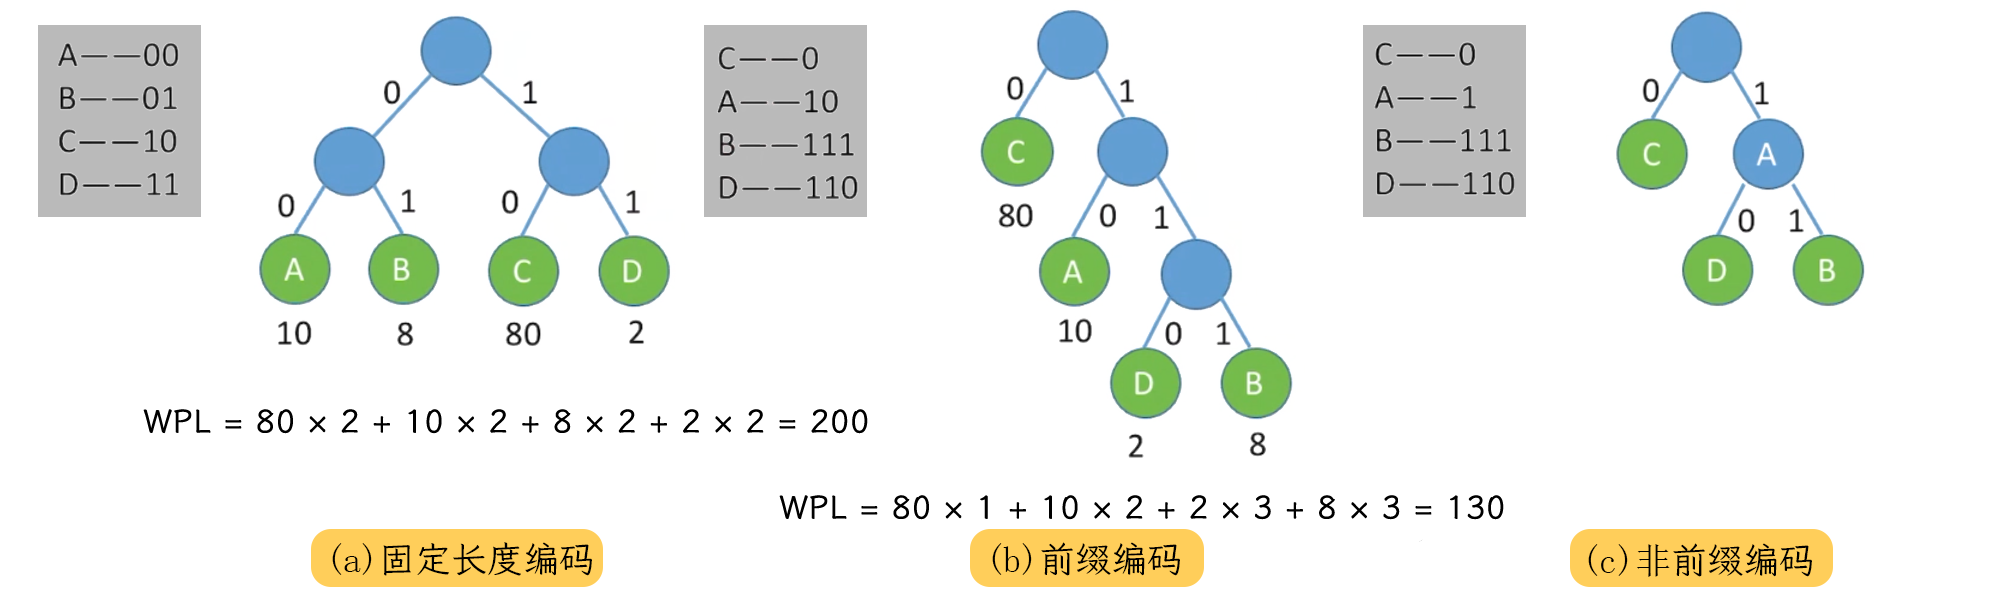 A——00
B——01
C——10
D——11
0
1
0
1
0
1
A
B
C
D
10
8
80
2
WPL = 80 × 2 + 10 × 2 + 8 × 2 + 2 × 2 = 200
(a)固定长度编码
C——0
A——10
B——111
D——110
0
1
C
80
0
1
A
10
0
1
D
B
2
8
WPL = 80 × 1 + 10 × 2 + 2 × 3 + 8 × 3 = 130
(b)前缀编码
C——0
A——1
B——111
D——110
0
1
C
A
0
1
D
B
(c)非前缀编码